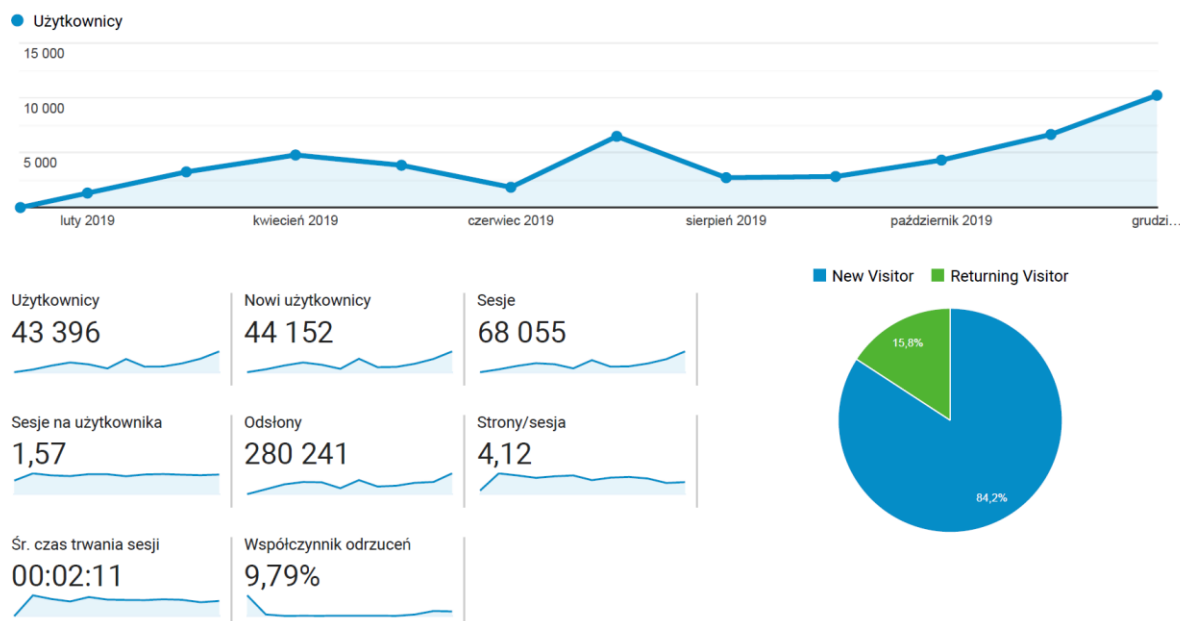 Użytkownicy
15 000
10 000
5 000
luty 2019 kwiecień 2019 czerwiec 2019 sierpień 2019 październik 2019 grudzi...
New Visitor Returning Visitor
Użytkownicy Nowi użytkownicy Sesje
43 396 44 152 68 055
15,8%
Sesje na użytkownika Odsłony Strony/sesja
1,57 280 241 4,12
84,2%
Śr. czas trwania sesji Współczynnik odrzuceń
00:02:11 9,79%